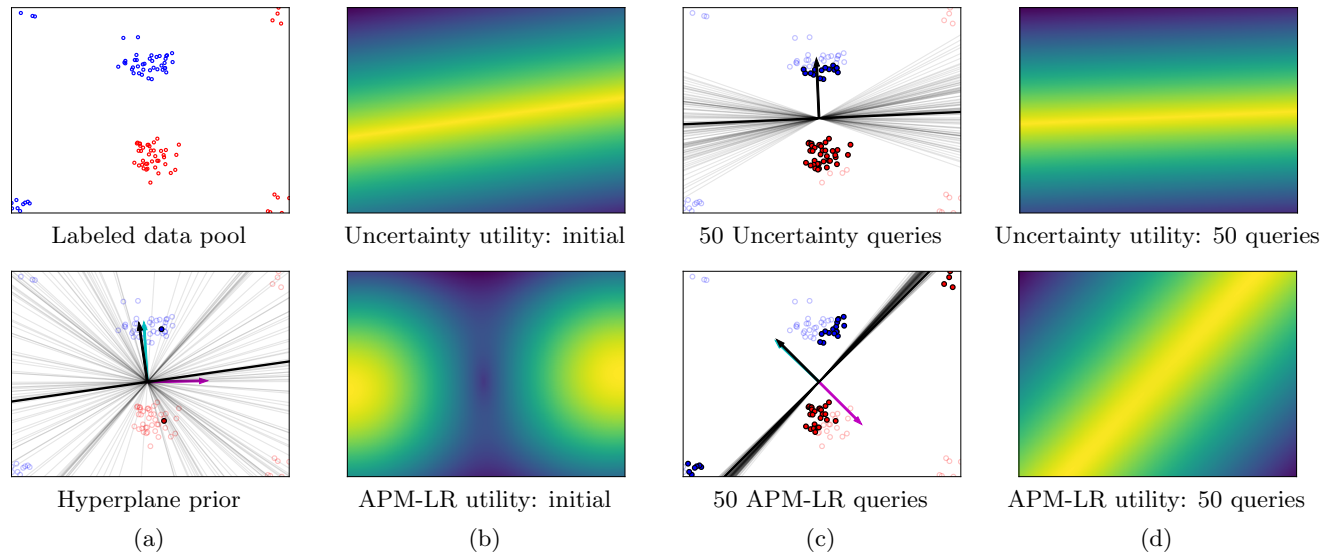 Labeled data pool
Uncertainty utility: initial
50 Uncertainty queries
Uncertainty utility: 50 queries
Hyperplane prior
APM-LR utility: initial
50 APM-LR queries
APM-LR utility: 50 queries
(a)
(b)
(c)
(d)